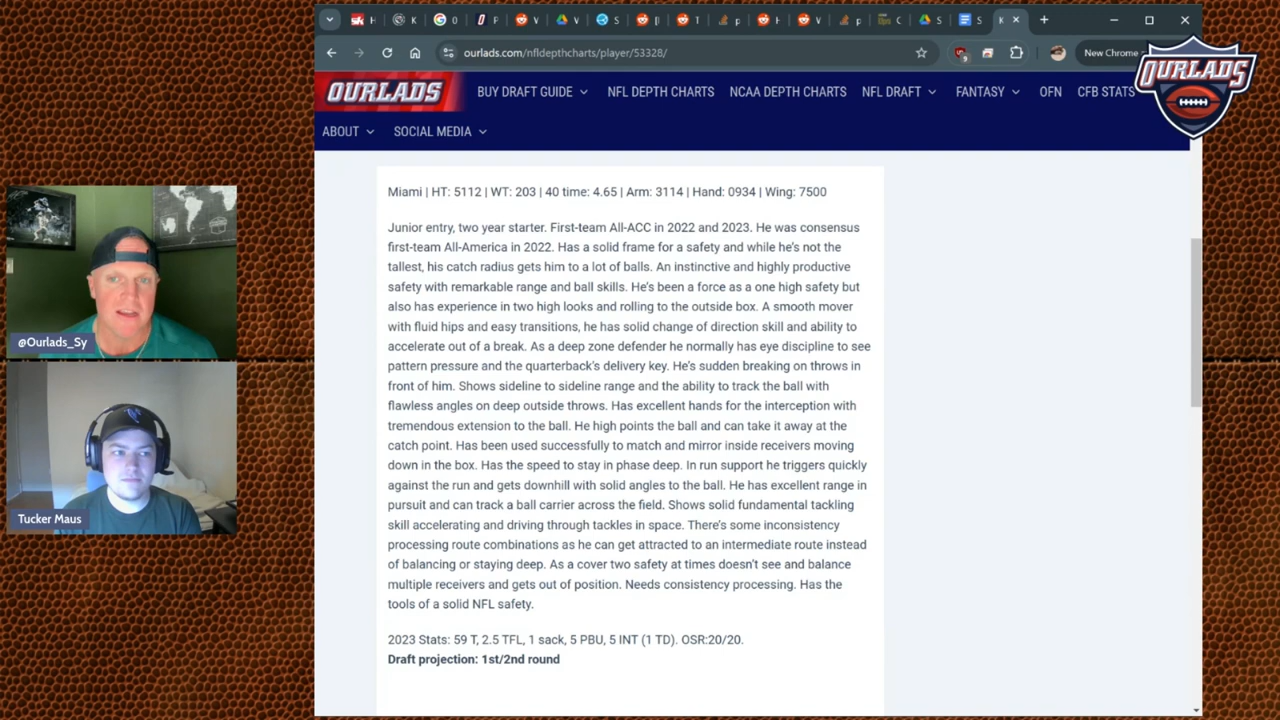 ourlads.com/nfldepthcharts/player/53328/
New Chrome
OURLADS
OURLADS
BUY DRAFT GUIDE
NFL DEPTH CHARTS
NCAA DEPTH CHARTS
NFL DRAFT
FANTASY
OFN
CFB STATS
ABOUT
SOCIAL MEDIA
Miami | HT: 5112 | WT: 203 | 40 time: 4.65 | Arm: 3114 | Hand: 0934 | Wing: 7500
Junior entry, two year starter. First-team All-ACC in 2022 and 2023. He was consensus
first-team All-America in 2022. Has a solid frame for a safety and while he's not the
tallest, his catch radius gets him to a lot of balls. An instinctive and highly productive
safety with remarkable range and ball skills. He's been a force as a one high safety but
also has experience in two high looks and rolling to the outside box. A smooth mover
with fluid hips and easy transitions, he has solid change of direction skill and ability to
accelerate out of a break. As a deep zone defender he normally has eye discipline to see
pattern pressure and the quarterback's delivery key. He's sudden breaking on throws in
front of him. Shows sideline to sideline range and the ability to track the ball with
flawless angles on deep outside throws. Has excellent hands for the interception with
tremendous extension to the ball. He high points the ball and can take it away at the
catch point. Has been used successfully to match and mirror inside receivers moving
down in the box. Has the speed to stay in phase deep. In run support he triggers quickly
against the run and gets downhill with solid angles to the ball. He has excellent range in
pursuit and can track a ball carrier across the field. Shows solid fundamental tackling
skill accelerating and driving through tackles in space. There's some inconsistency
processing route combinations as he can get attracted to an intermediate route instead
of balancing or staying deep. As a cover two safety at times doesn't see and balance
multiple receivers and gets out of position. Needs consistency processing. Has the
tools of a solid NFL safety.
2023 Stats: 59 T, 2.5 TFL, 1 sack, 5 PBU, 5 INT (1 TD). OSR:20/20.
Draft projection: 1st/2nd round
@Ourlads_Sy
Tucker Maus